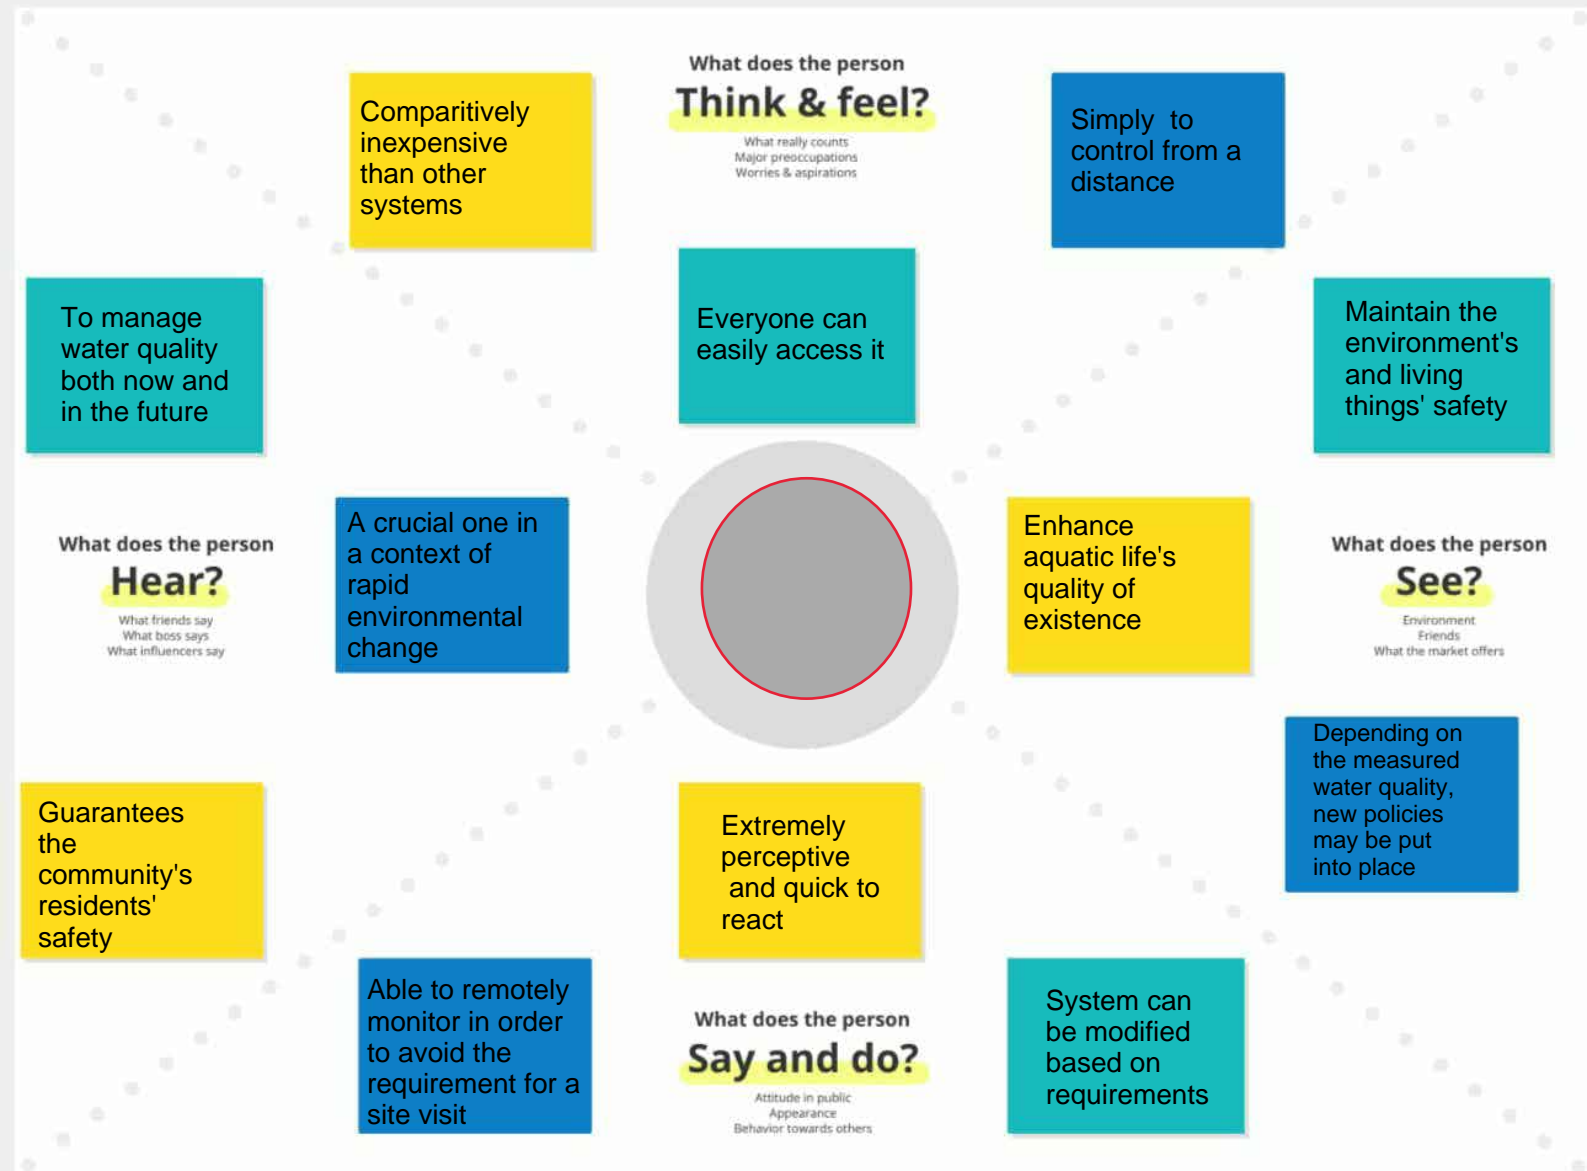 What does the person
Think & feel?
What really counts
Major preoccupations
Worries & aspirations
Comparitively
inexpensive
than other
systems
Simply to
control from a
distance
Everyone can
easily access it
To manage
water quality
both now and
in the future
Maintain the
environment's
and living
things' safety
What does the person
Hear?
What friends say
What boss says
What influencers say
A crucial one in
a context of
rapid
environmental
change
Enhance
aquatic life's
quality of
existence
What does the person
See?
Environment
Friends
What the market offers
Depending on
the measured
water quality,
new policies
may be put
into place
Guarantees
the
community's
residents'
safety
Extremely
perceptive
and quick to
react
Able to remotely
monitor in order
to avoid the
requirement for a
site visit
What does the person
Say and do?
Attitude in public
Appearance
Behavior towards others
System can
be modified
based on
requirements